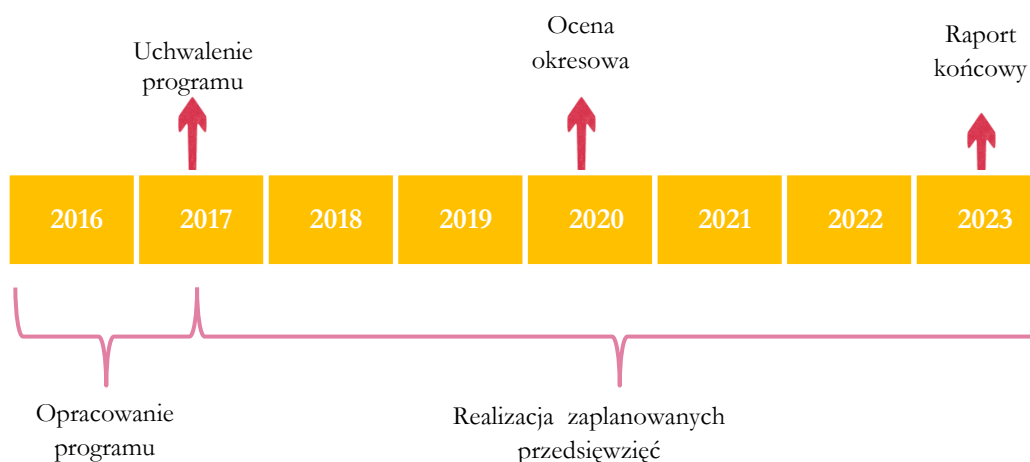 Uchwalenie
programu
Ocena
okresowa
Raport
końcowy
2016 2017 2018 2019 2020 2021 2022 2023
Opracowanie
programu
Realizacja zaplanowanych
przedsięwzięć